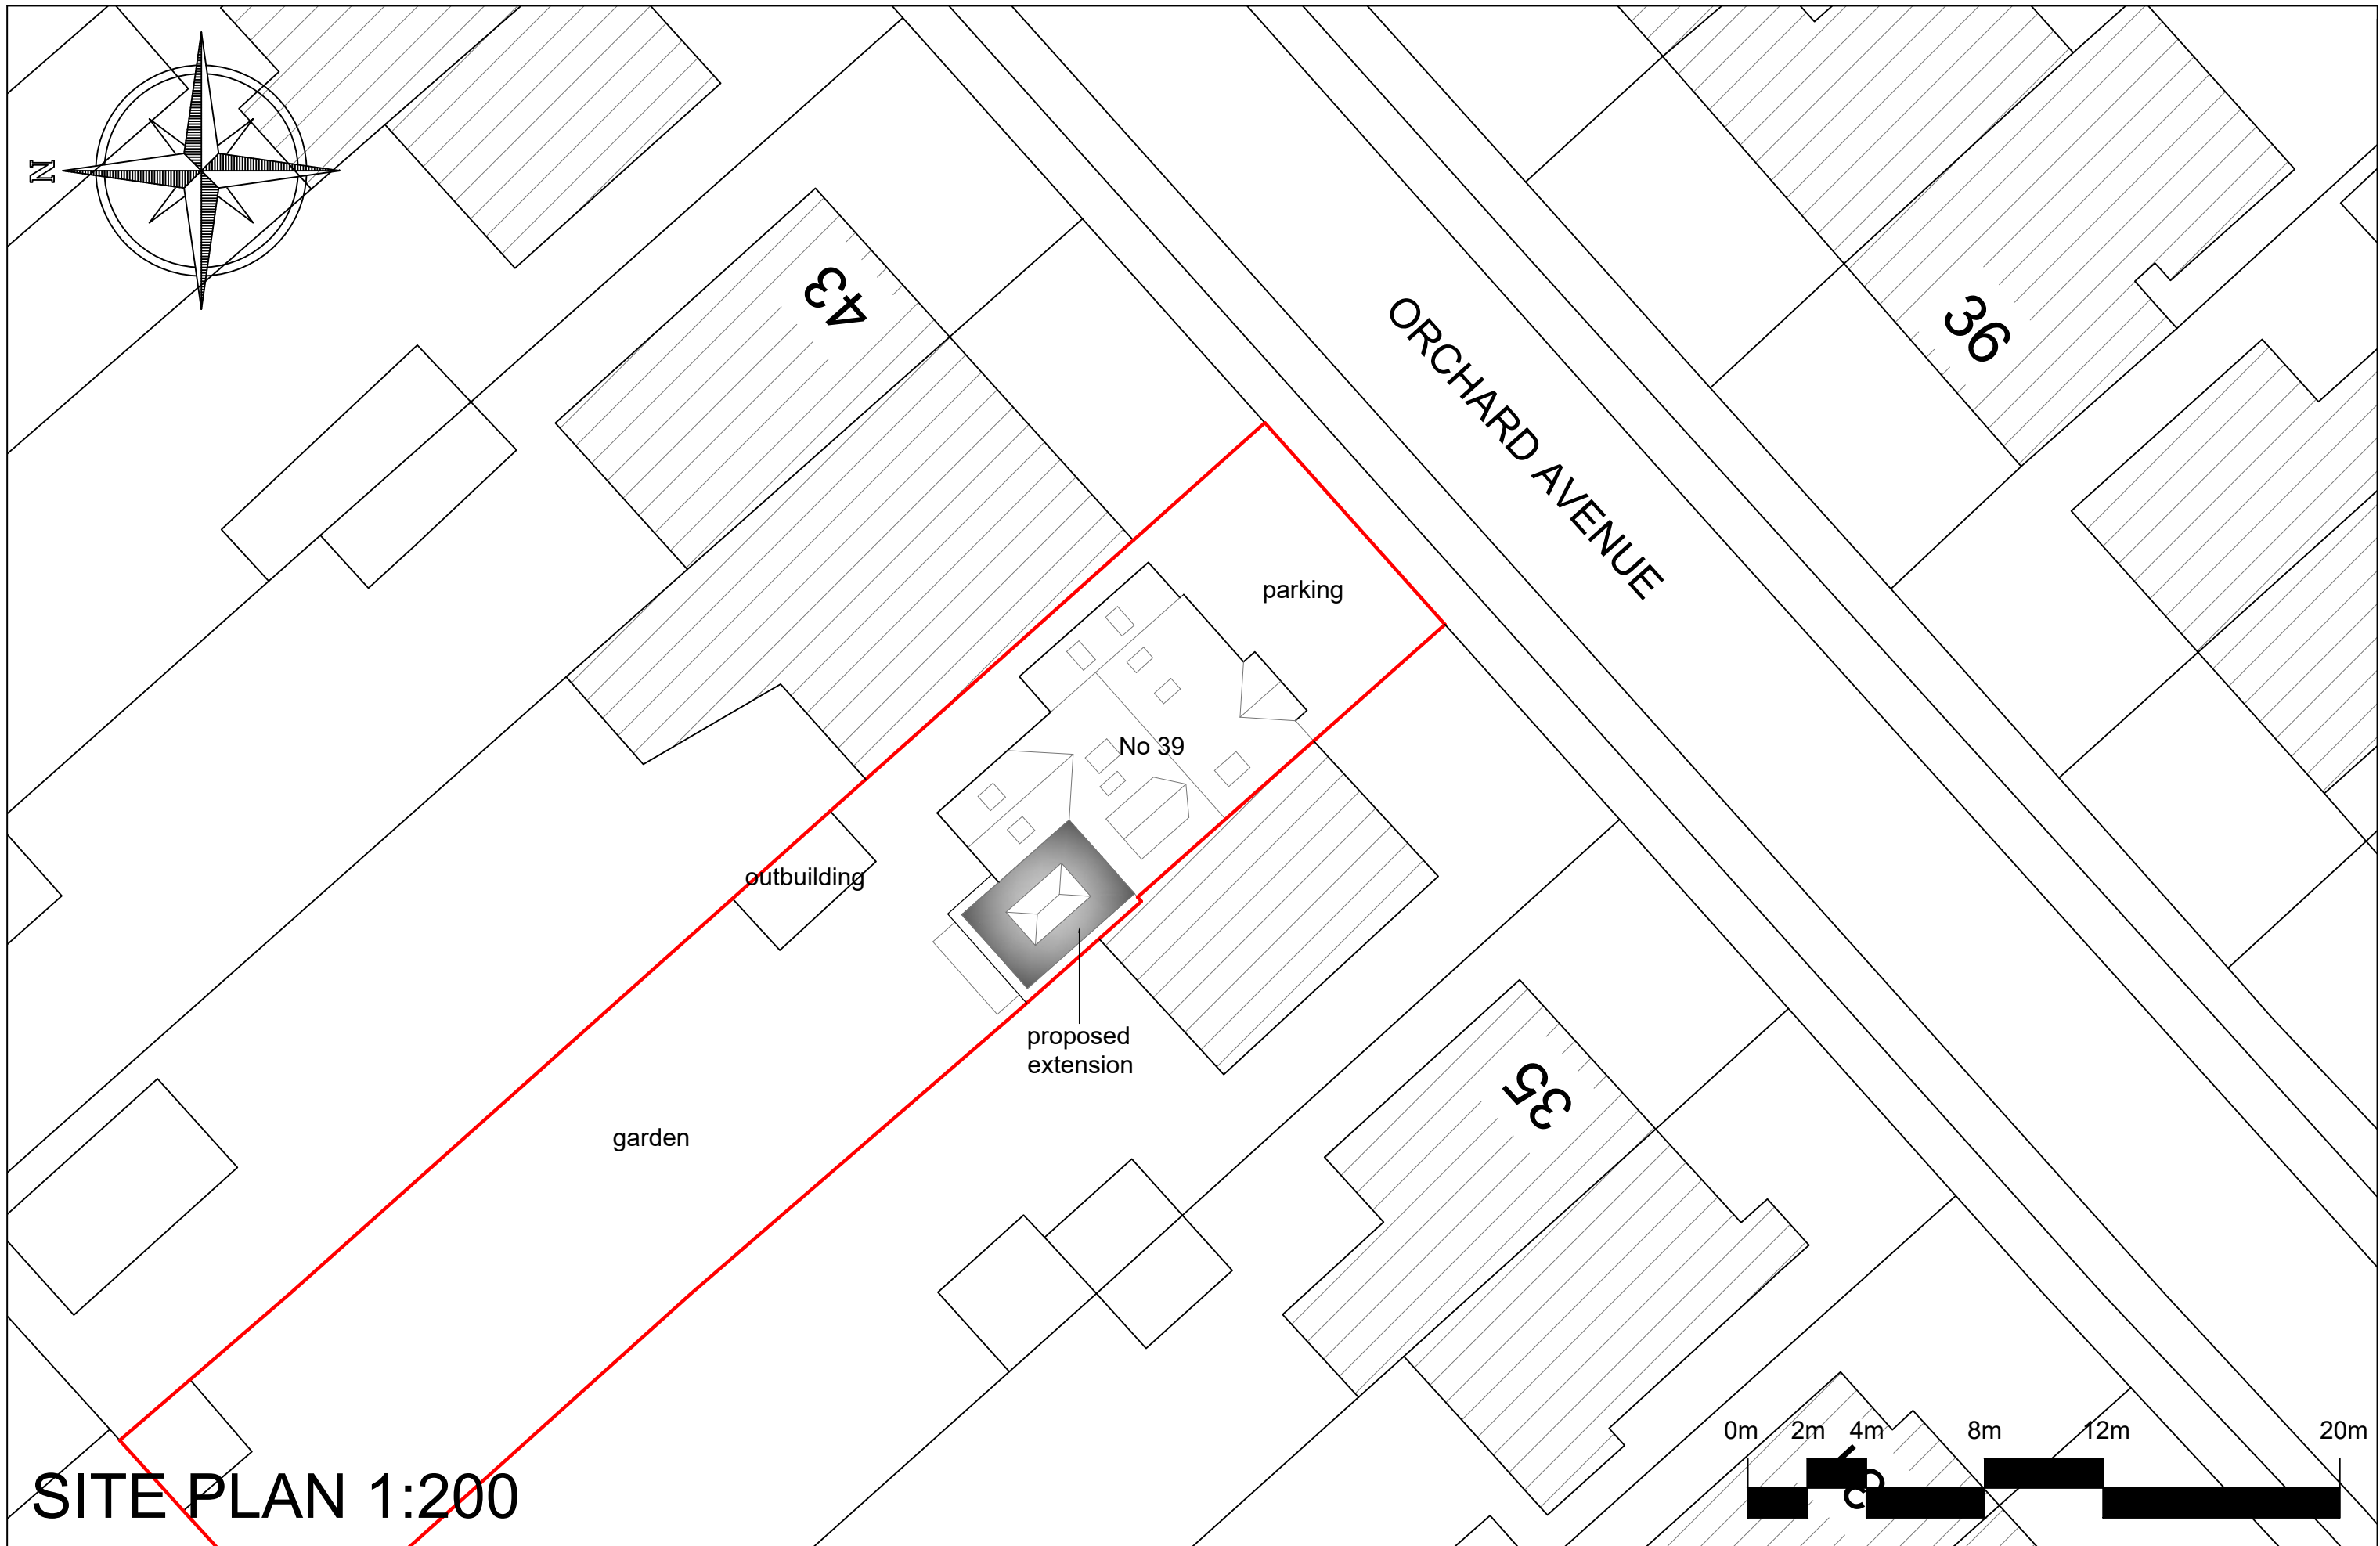 N
43
36
ORCHARD AVENUE
parking
No 39
outbuilding
proposed
extension
35
garden
0m 2m 4m 8m 12m 20m
SITE PLAN 1:200